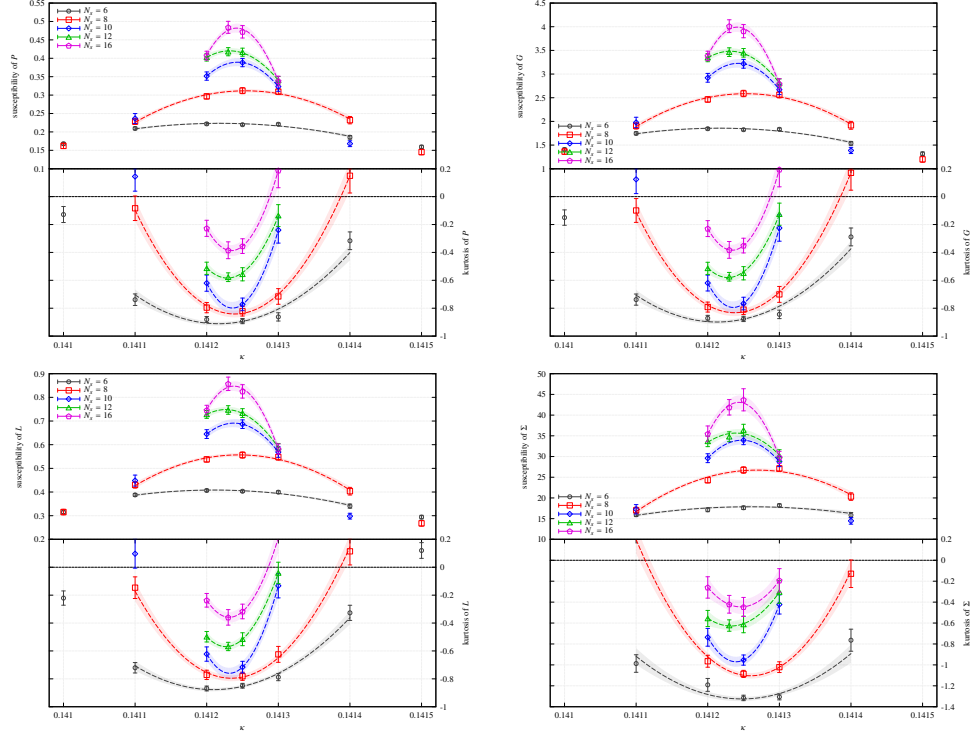 susceptibility of P
0.55
0.5
0.45
0.4
0.35
0.3
0.25
0.2
0.15
0.1
N_s = 6
N_s = 8
N_s = 10
N_s = 12
N_s = 16
kurtosis of P
0.2
0
-0.2
-0.4
-0.6
-0.8
-1
0.141 0.1411 0.1412 0.1413 0.1414 0.1415
κ
susceptibility of G
4.5
4
3.5
3
2.5
2
1.5
1
N_s = 6
N_s = 8
N_s = 10
N_s = 12
N_s = 16
kurtosis of G
0.2
0
-0.2
-0.4
-0.6
-0.8
-1
0.141 0.1411 0.1412 0.1413 0.1414 0.1415
κ
susceptibility of L
0.9
0.8
0.7
0.6
0.5
0.4
0.3
0.2
N_s = 6
N_s = 8
N_s = 10
N_s = 12
N_s = 16
kurtosis of L
0.2
0
-0.2
-0.4
-0.6
-0.8
-1
0.141 0.1411 0.1412 0.1413 0.1414 0.1415
κ
susceptibility of Σ
50
45
40
35
30
25
20
15
10
N_s = 6
N_s = 8
N_s = 10
N_s = 12
N_s = 16
kurtosis of Σ
0.2
0
-0.2
-0.4
-0.6
-0.8
-1
-1.2
-1.4
0.141 0.1411 0.1412 0.1413 0.1414 0.1415
κ